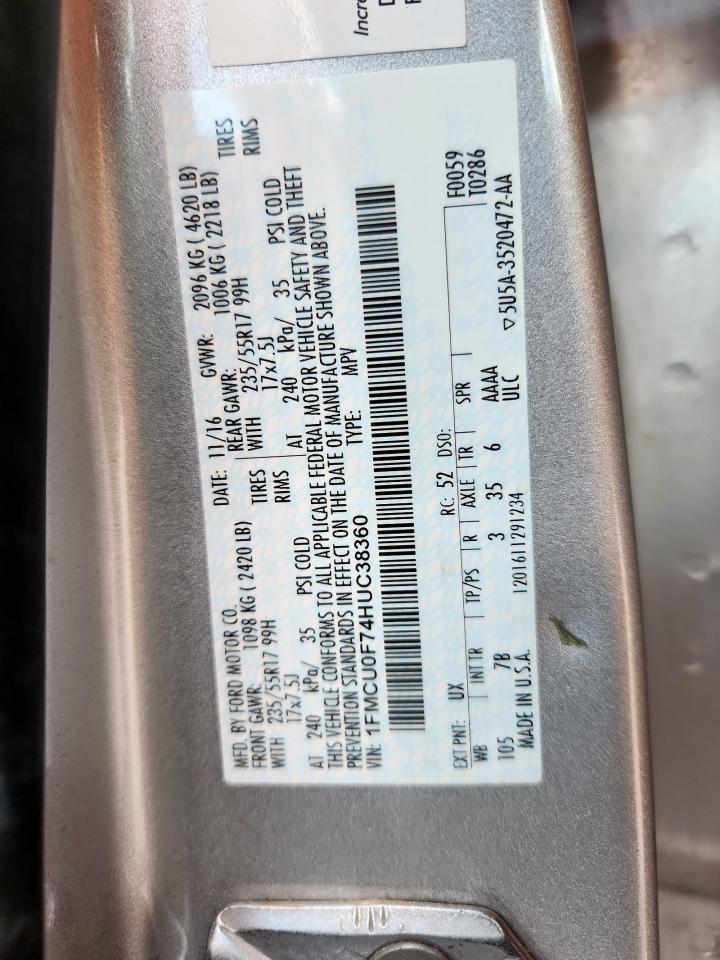 Incre
MFD. BY FORD MOTOR CO. DATE: 11/16 GVWR: 2096 KG ( 4620 LB)
FRONT GAWR: 1098 KG ( 2420 LB) REAR GAWR: 1006 KG ( 2218 LB)
WITH 235/55R17 99H TIRES WITH 235/55R17 99H TIRES
17x7.5J RIMS 17x7.5J RIMS
AT 240 kPa/ 35 PSI COLD AT 240 kPa/ 35 PSI COLD
THIS VEHICLE CONFORMS TO ALL APPLICABLE FEDERAL MOTOR VEHICLE SAFETY AND THEFT
PREVENTION STANDARDS IN EFFECT ON THE DATE OF MANUFACTURE SHOWN ABOVE.
VIN: 1FMCU0F74HUC38360 TYPE: MPV
F0059
EXT PNT: UX RC: 52 DSO: T0286
WB INT TR TP/PS R AXLE TR SPR
105 7B 3 35 6 AAAA
MADE IN U.S.A. 1201611291234 ULC ▽5U5A-3520472-AA